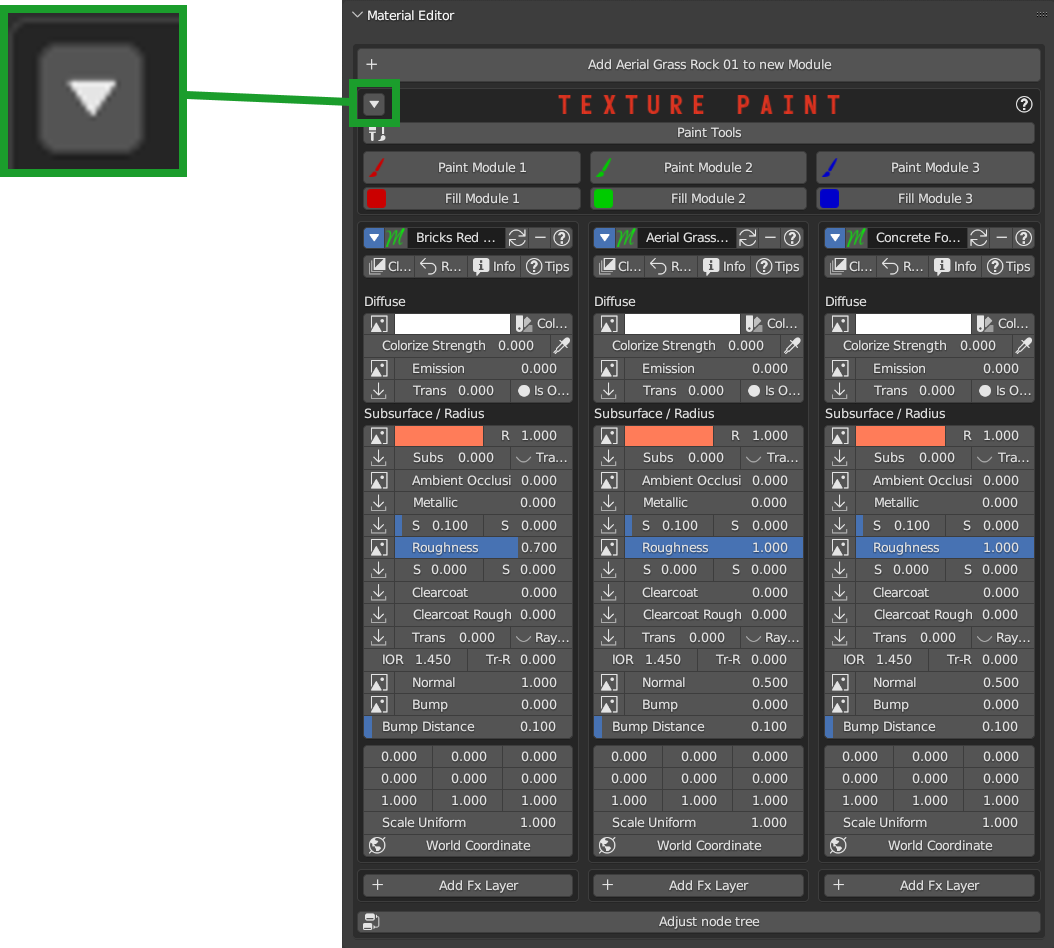 Material Editor
Add Aerial Grass Rock 01 to new Module
TEXTURE PAINT
Paint Tools
Paint Module 1 Paint Module 2 Paint Module 3
Fill Module 1 Fill Module 2 Fill Module 3
Bricks Red ... Aerial Grass... Concrete Fo...
Cl... R... Info Tips Cl... R... Info Tips Cl... R... Info Tips
Diffuse Diffuse Diffuse
Col... Col... Col...
Colorize Strength 0.000 Colorize Strength 0.000 Colorize Strength 0.000
Emission 0.000 Emission 0.000 Emission 0.000
Trans 0.000 Is O... Trans 0.000 Is O... Trans 0.000 Is O...
Subsurface / Radius Subsurface / Radius Subsurface / Radius
R 1.000 R 1.000 R 1.000
Subs 0.000 Tra... Subs 0.000 Tra... Subs 0.000 Tra...
Ambient Occlusi 0.000 Ambient Occlusi 0.000 Ambient Occlusi 0.000
Metallic 0.000 Metallic 0.000 Metallic 0.000
S 0.100 S 0.000 S 0.100 S 0.000 S 0.100 S 0.000
Roughness 0.700 Roughness 1.000 Roughness 1.000
S 0.000 S 0.000 S 0.000 S 0.000 S 0.000 S 0.000
Clearcoat 0.000 Clearcoat 0.000 Clearcoat 0.000
Clearcoat Rough 0.000 Clearcoat Rough 0.000 Clearcoat Rough 0.000
Trans 0.000 Ray... Trans 0.000 Ray... Trans 0.000 Ray...
IOR 1.450 Tr-R 0.000 IOR 1.450 Tr-R 0.000 IOR 1.450 Tr-R 0.000
Normal 1.000 Normal 0.500 Normal 0.500
Bump 0.000 Bump 0.000 Bump 0.000
Bump Distance 0.100 Bump Distance 0.100 Bump Distance 0.100
0.000 0.000 0.000 0.000 0.000 0.000 0.000 0.000 0.000
0.000 0.000 0.000 0.000 0.000 0.000 0.000 0.000 0.000
1.000 1.000 1.000 1.000 1.000 1.000 1.000 1.000 1.000
Scale Uniform 1.000 Scale Uniform 1.000 Scale Uniform 1.000
World Coordinate World Coordinate World Coordinate
Add Fx Layer Add Fx Layer Add Fx Layer
Adjust node tree